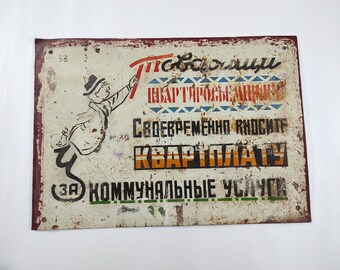 Товарищи
КВАРТИРОСЪЕМЩИКИ
СВОЕВРЕМЕННО ВНОСИТЕ
КВАРТПЛАТУ
ЗА КОММУНАЛЬНЫЕ УСЛУГИ